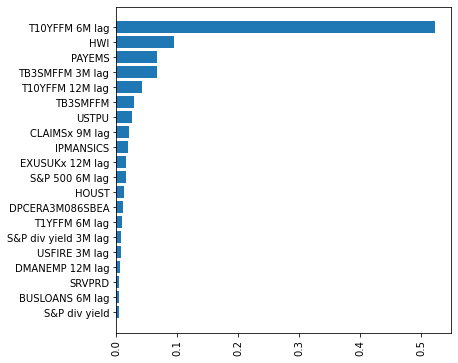 T10YFFM 6M lag
HWI
PAYEMS
TB3SMFFM 3M lag
T10YFFM 12M lag
TB3SMFFM
USTPU
CLAIMSx 9M lag
IPMANSICS
EXUSUKx 12M lag
S&P 500 6M lag
HOUST
DPCERA3M086SBEA
T1YFFM 6M lag
S&P div yield 3M lag
USFIRE 3M lag
DMANEMP 12M lag
SRVPRD
BUSLOANS 6M lag
S&P div yield
0.0 0.1 0.2 0.3 0.4 0.5